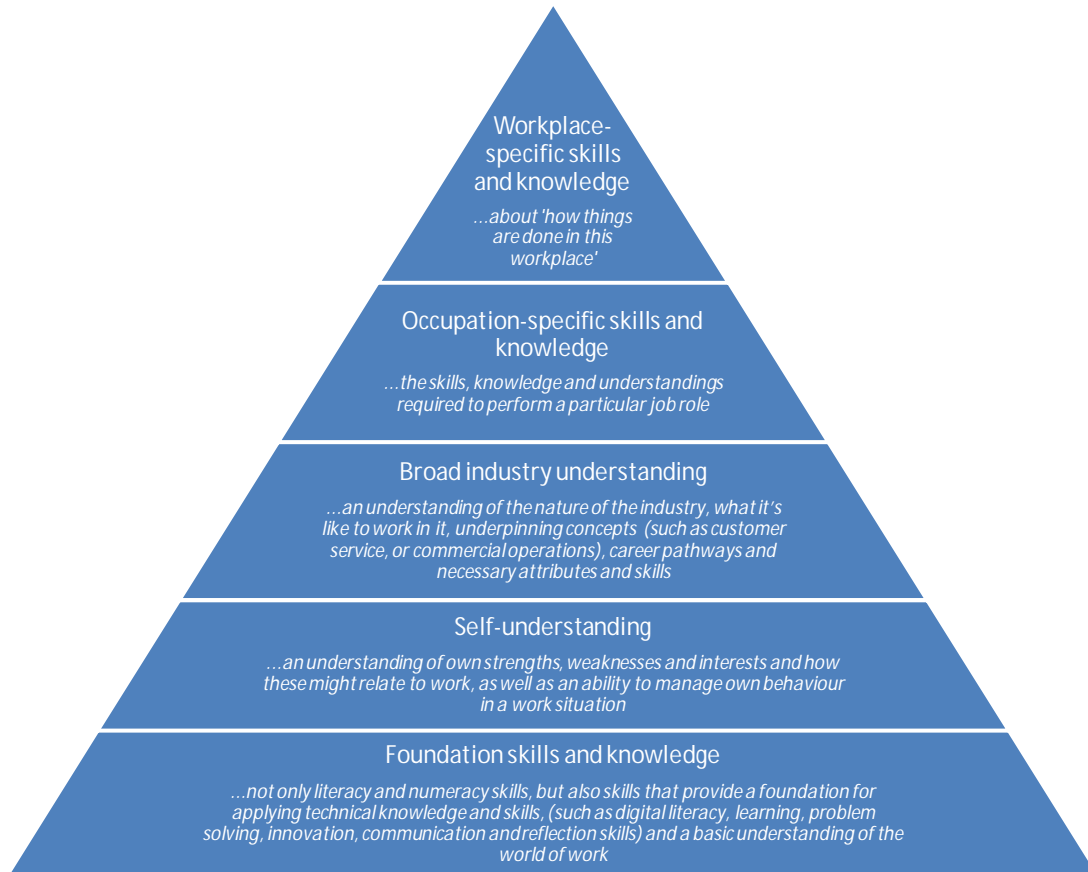 Workplace-
specific skills
and knowledge
...about 'how things
are done in this
workplace'
Occupation-specific skills and
knowledge
...the skills, knowledge and understandings
required to perform a particular job role
Broad industry understanding
...an understanding of the nature of the industry, what it's
like to work in it, underpinning concepts (such as customer
service, or commercial operations), career pathways and
necessary attributes and skills
Self-understanding
...an understanding of own strengths, weaknesses and interests and how
these might relate to work, as well as an ability to manage own behaviour
in a work situation
Foundation skills and knowledge
...not only literacy and numeracy skills, but also skills that provide a foundation for
applying technical knowledge and skills, (such as digital literacy, learning, problem
solving, innovation, communication and reflection skills) and a basic understanding of the
world of work